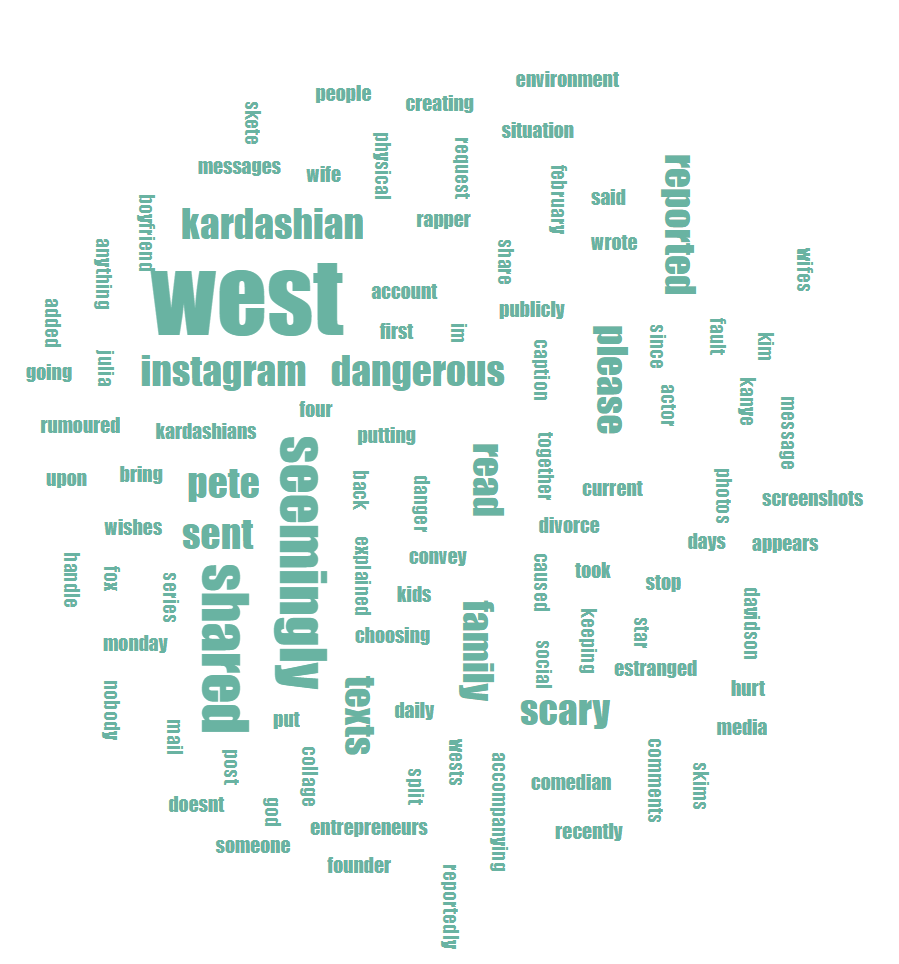 environment
people
creating
skete
situation
physical
request
messages
wife
february
reported
said
boyfriend
kardashian
rapper
wrote
anything
share
wifes
west
account
publicly
added
first
im
since
fault
kim
please
julia
instagram
dangerous
caption
going
actor
kanye
message
four
rumoured
kardashians
putting
together
seemingly
read
upon
bring
pete
back
danger
current
photos
screenshots
wishes
sent
divorce
days
appears
handle
fox
series
explained
convey
caused
took
stop
shared
kids
davidson
monday
choosing
family
keeping
star
social
estranged
nobody
texts
hurt
put
daily
scary
media
mail
post
collage
split
wests
accompanying
comedian
comments
skims
doesnt
god
entrepreneurs
recently
someone
founder
reportedly